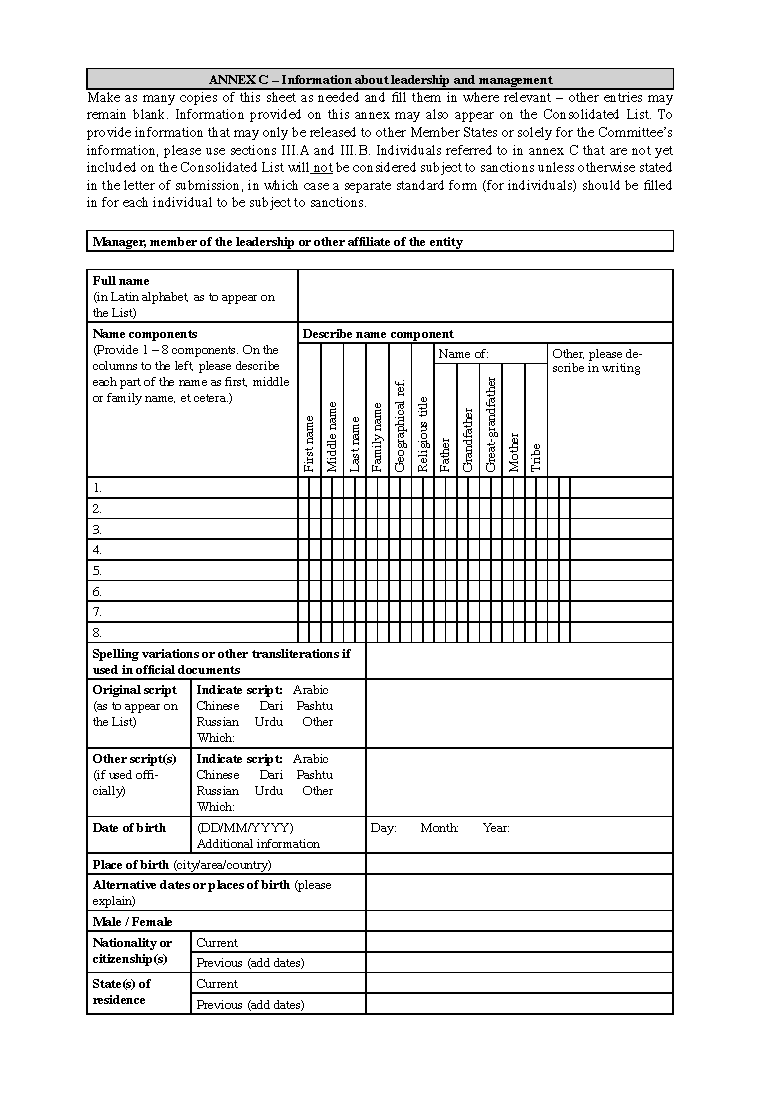 ANNEX C – Information about leadership and management
Make as many copies of this sheet as needed and fill them in where relevant – other entries may
remain blank. Information provided on this annex may also appear on the Consolidated List. To
provide information that may only be released to other Member States or solely for the Committee's
information, please use sections III.A and III.B. Individuals referred to in annex C that are not yet
included on the Consolidated List will not be considered subject to sanctions unless otherwise stated
in the letter of submission, in which case a separate standard form (for individuals) should be filled
in for each individual to be subject to sanctions.
Manager, member of the leadership or other affiliate of the entity
Full name
(in Latin alphabet, as to appear on
the List)
Name components
(Provide 1 – 8 components. On the
columns to the left, please describe
each part of the name as first, middle
or family name, et cetera.)
Describe name component
First name
Middle name
Last name
Family name
Geographical ref.
Religious title
Name of:
Father
Grandfather
Great-grandfather
Mother
Tribe
Other, please de-
scribe in writing
1.
2.
3.
4.
5.
6.
7.
8.
Spelling variations or other transliterations if
used in official documents
Original script
(as to appear on
the List)
Indicate script: Arabic
Chinese Dari Pashtu
Russian Urdu Other
Which:
Other script(s)
(if used offi-
cially)
Indicate script: Arabic
Chinese Dari Pashtu
Russian Urdu Other
Which:
Date of birth
(DD/MM/YYYY)
Additional information
Day: Month: Year:
Place of birth (city/area/country)
Alternative dates or places of birth (please
explain)
Male / Female
Nationality or
citizenship(s)
Current
Previous (add dates)
State(s) of
residence
Current
Previous (add dates)